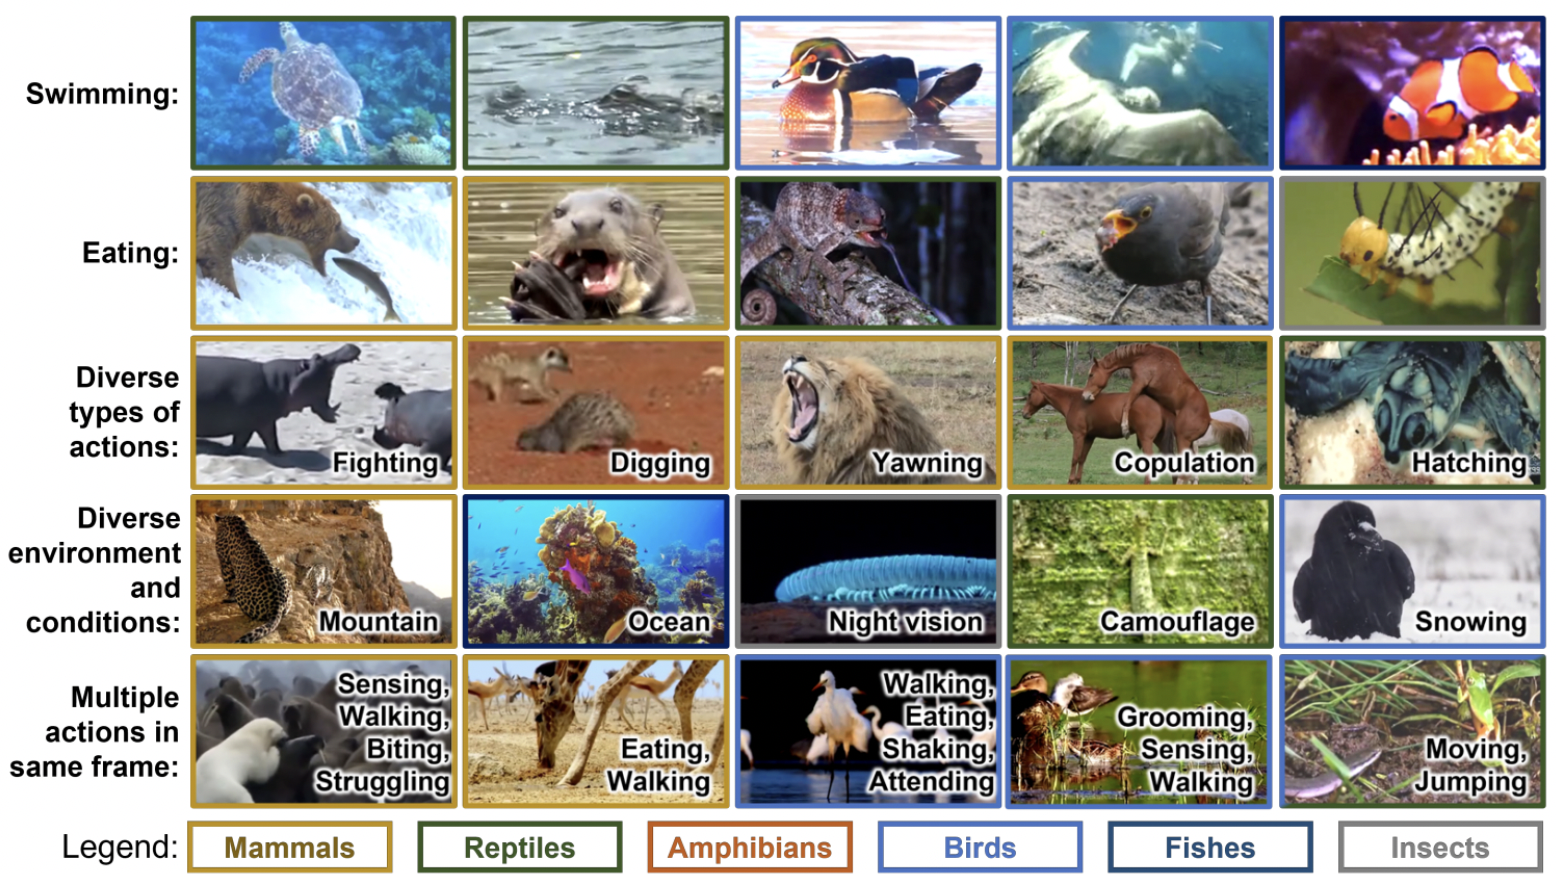 Swimming:
Eating:
Diverse
types of
actions:
Fighting
Digging
Yawning
Copulation
Hatching
Diverse
environment
and
conditions:
Mountain
Ocean
Night vision
Camouflage
Snowing
Multiple
actions in
same frame:
Sensing,
Walking,
Biting,
Struggling
Eating,
Walking
Walking,
Eating,
Shaking,
Attending
Grooming,
Sensing,
Walking
Moving,
Jumping
Legend:
Mammals
Reptiles
Amphibians
Birds
Fishes
Insects